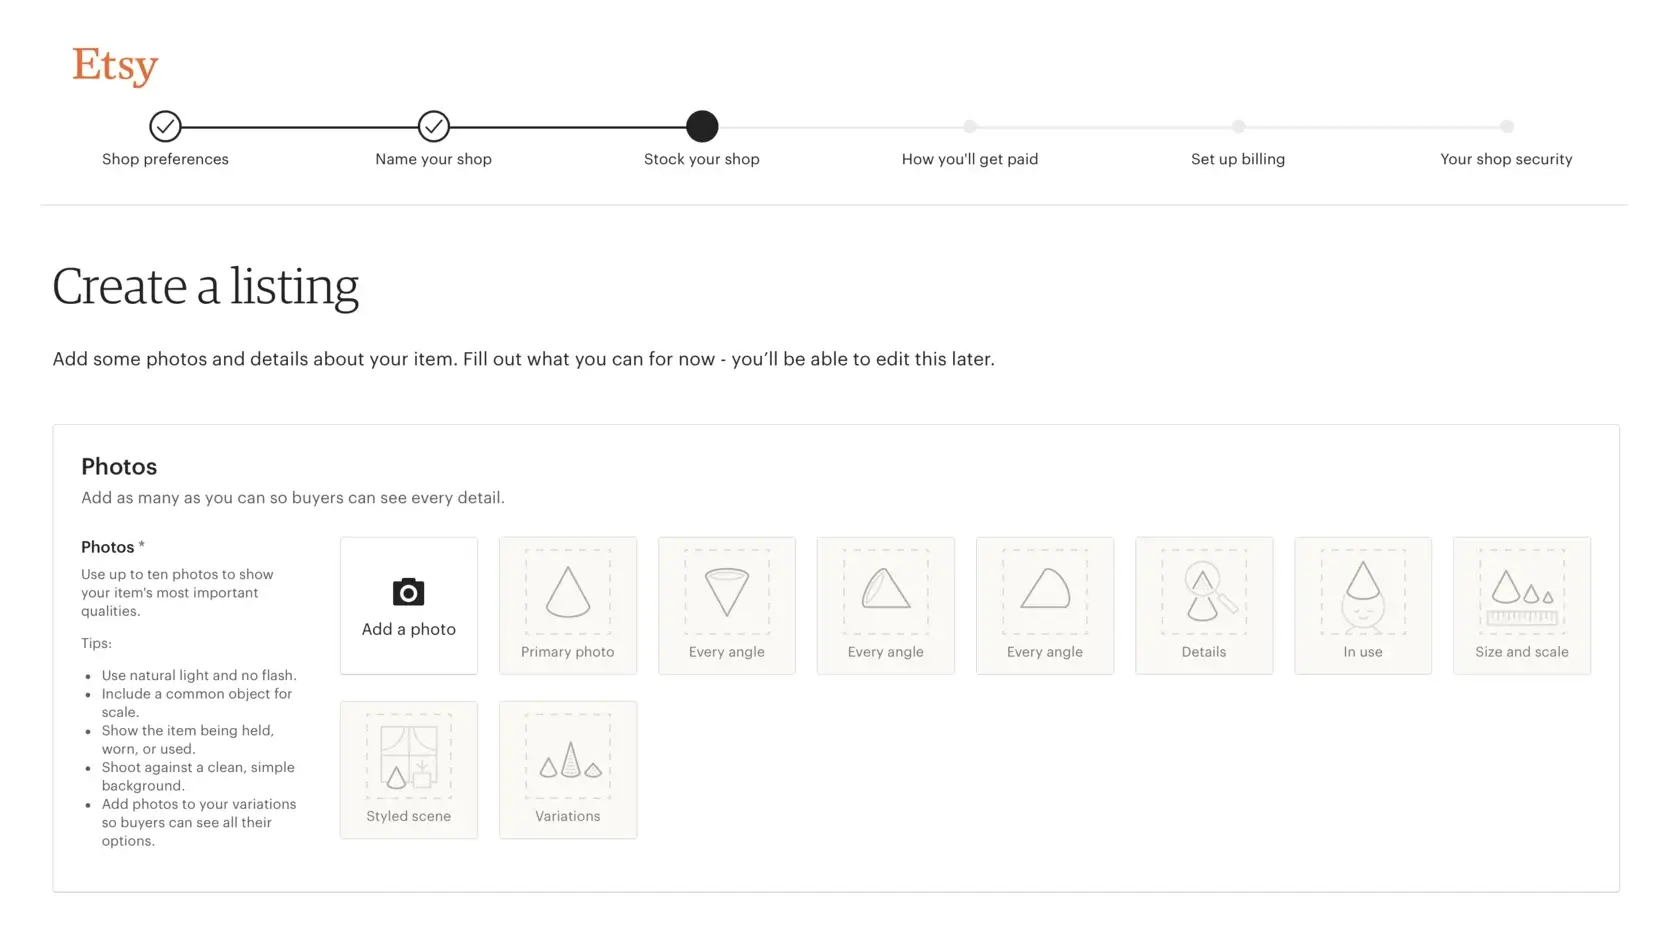 Etsy
Shop preferences
Name your shop
Stock your shop
How you'll get paid
Set up billing
Your shop security
Create a listing
Add some photos and details about your item. Fill out what you can for now - you’ll be able to edit this later.
Photos
Add as many as you can so buyers can see every detail.
Photos *
Use up to ten photos to show
your item's most important
qualities.
Tips:
• Use natural light and no flash.
• Include a common object for
scale.
• Show the item being held,
worn, or used.
• Shoot against a clean, simple
background.
• Add photos to your variations
so buyers can see all their
options.
Add a photo
Primary photo
Every angle
Every angle
Every angle
Details
In use
Size and scale
Styled scene
Variations